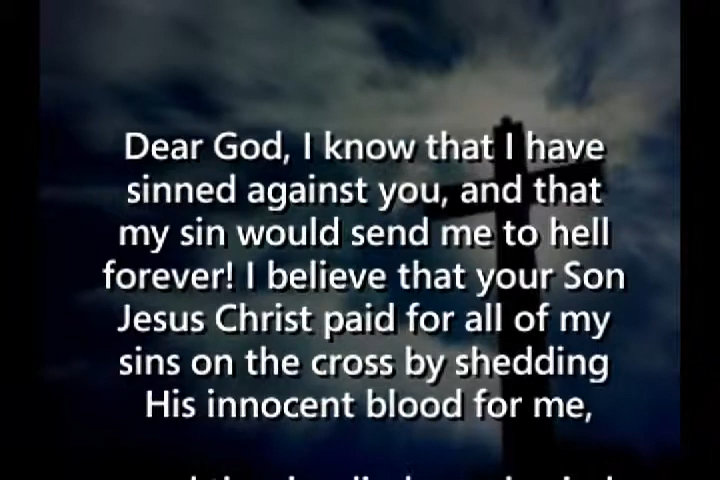 Dear God, I know that I have
sinned against you, and that
my sin would send me to hell
forever! I believe that your Son
Jesus Christ paid for all of my
sins on the cross by shedding
His innocent blood for me,